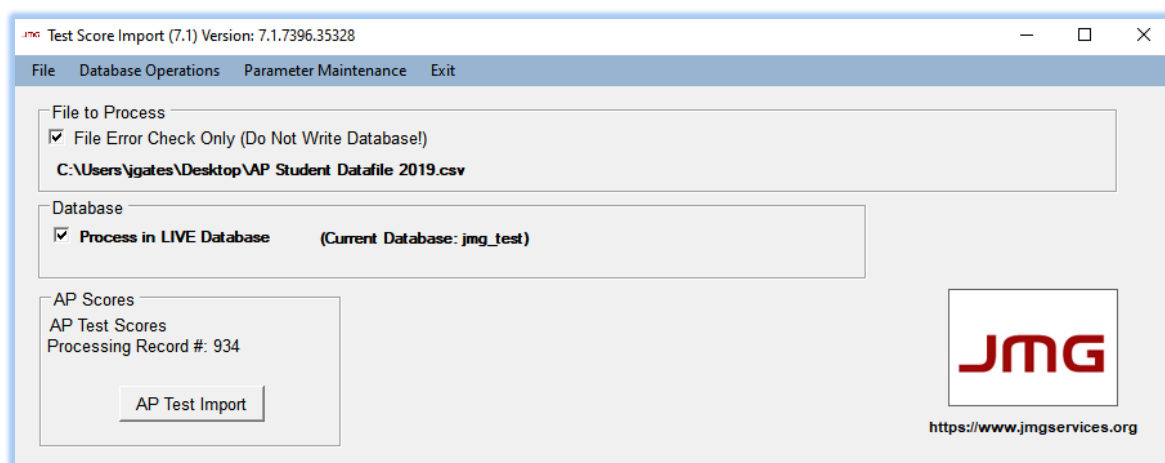 JMG Test Score Import (7.1) Version: 7.1.7396.35328
File Database Operations Parameter Maintenance Exit
File to Process
File Error Check Only (Do Not Write Database!)
C:\Users\jgates\Desktop\AP Student Datafile 2019.csv
Database
Process in LIVE Database (Current Database: jmg_test)
AP Scores
AP Test Scores
Processing Record #: 934
AP Test Import
JMG
https://www.jmgservices.org